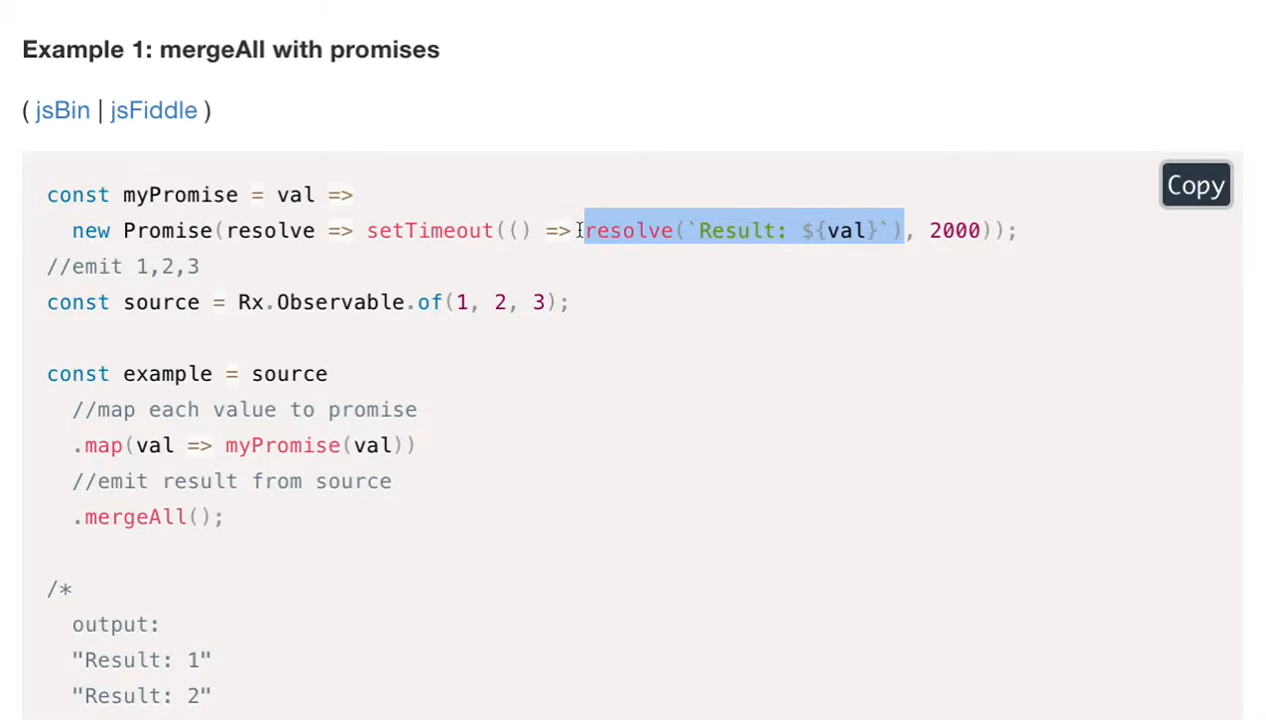 Example 1: mergeAll with promises
( jsBin | jsFiddle )
Copy
const myPromise = val =>
  new Promise(resolve => setTimeout(() => resolve(`Result: ${val}`), 2000));
//emit 1,2,3
const source = Rx.Observable.of(1, 2, 3);
const example = source
  //map each value to promise
  .map(val => myPromise(val))
  //emit result from source
  .mergeAll();
/*
  output:
  "Result: 1"
  "Result: 2"